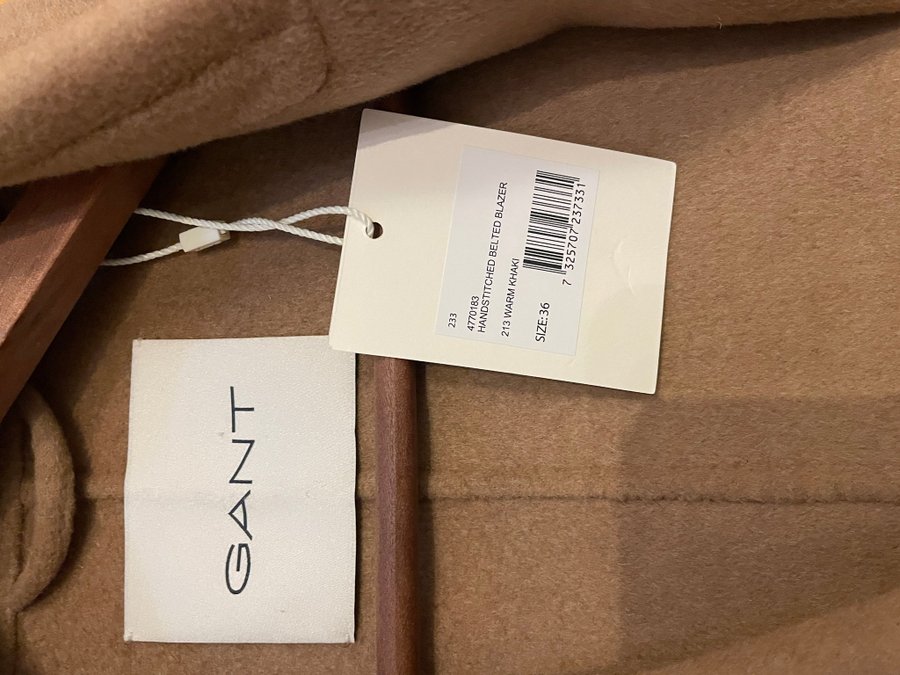 GANT
233
4770183
HANDSTITCHED BELTED BLAZER
213 WARM KHAKI
SIZE:36
7 325707 237331